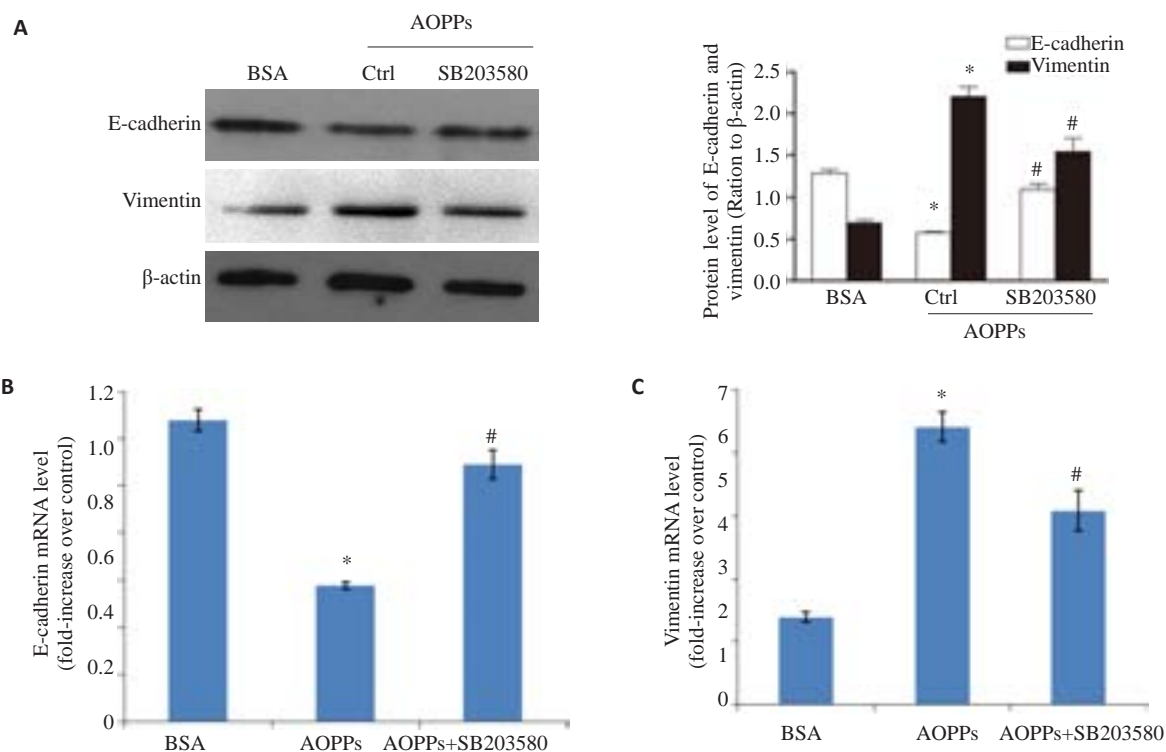 A
AOPPs
BSA Ctrl SB203580
E-cadherin
Vimentin
β-actin
E-cadherin
Vimentin
Protein level of E-cadherin and
vimentin (Ration to β-actin)
2.5
2.0
1.5
1.0
0.5
0.0
*
*
#
#
BSA Ctrl SB203580
AOPPs
B
E-cadherin mRNA level
(fold-increase over control)
1.2
1.0
0.8
0.6
0.4
0.2
0
*
#
BSA AOPPs AOPPs+SB203580
C
Vimentin mRNA level
(fold-increase over control)
7
6
5
4
3
2
1
0
*
#
BSA AOPPs AOPPs+SB203580